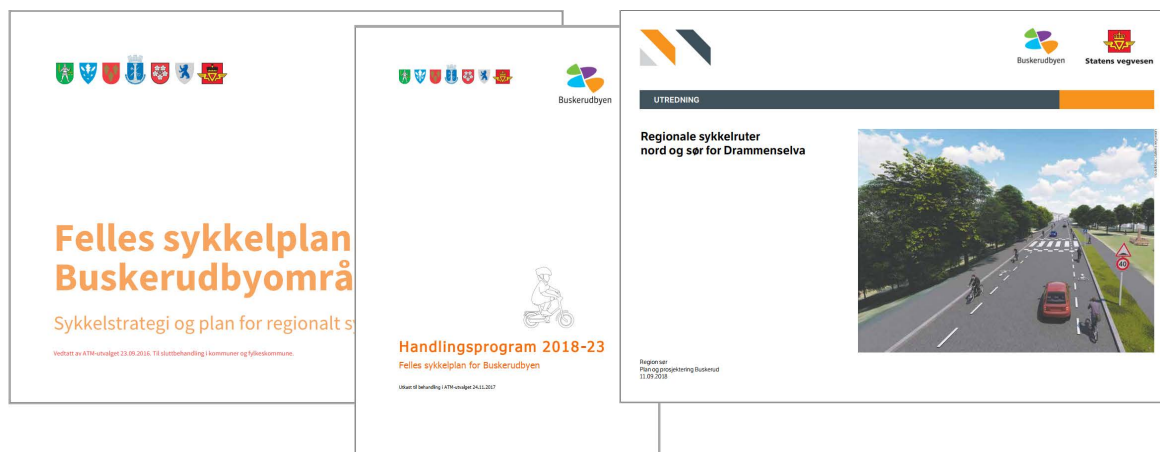 Felles sykkelplan
Buskerudbyområ
Sykkelstrategi og plan for regionalt sy
Vedtatt av ATM-utvalget 23.09.2016. Til sluttbehandling i kommuner og fylkeskommune.
Buskerudbyen
Handlingsprogram 2018-23
Felles sykkelplan for Buskerudbyen
Utkast til behandling i ATM-utvalget 24.11.2017
Buskerudbyen
Statens vegvesen
UTREDNING
Regionale sykkelruter
nord og sør for Drammenselva
40
Region sør
Plan og prosjektering Buskerud
11.09.2018